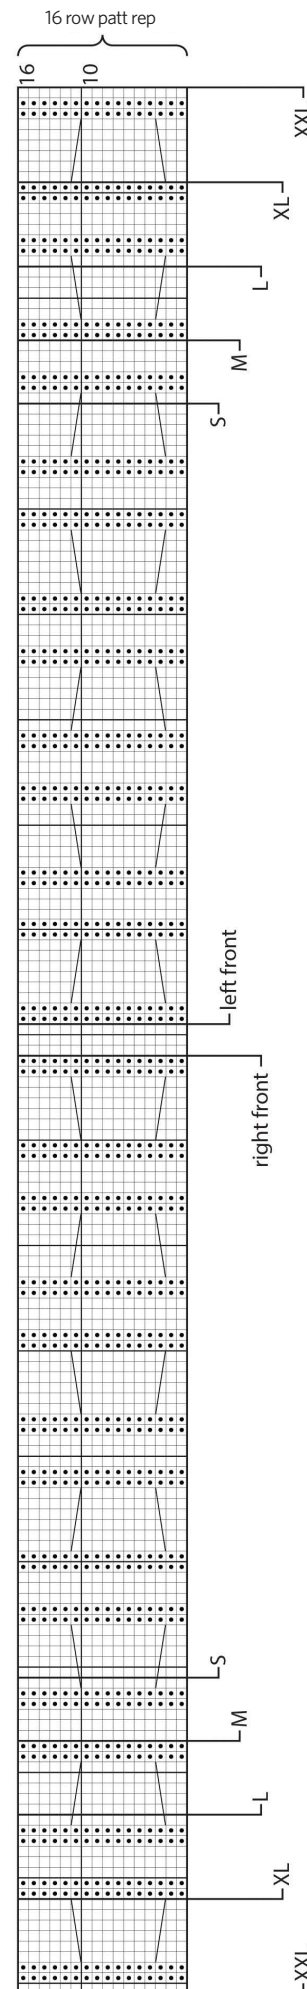 16 row patt rep
16
10
XXL
XL
L
M
S
left front
right front
S
M
L
XL
XXL